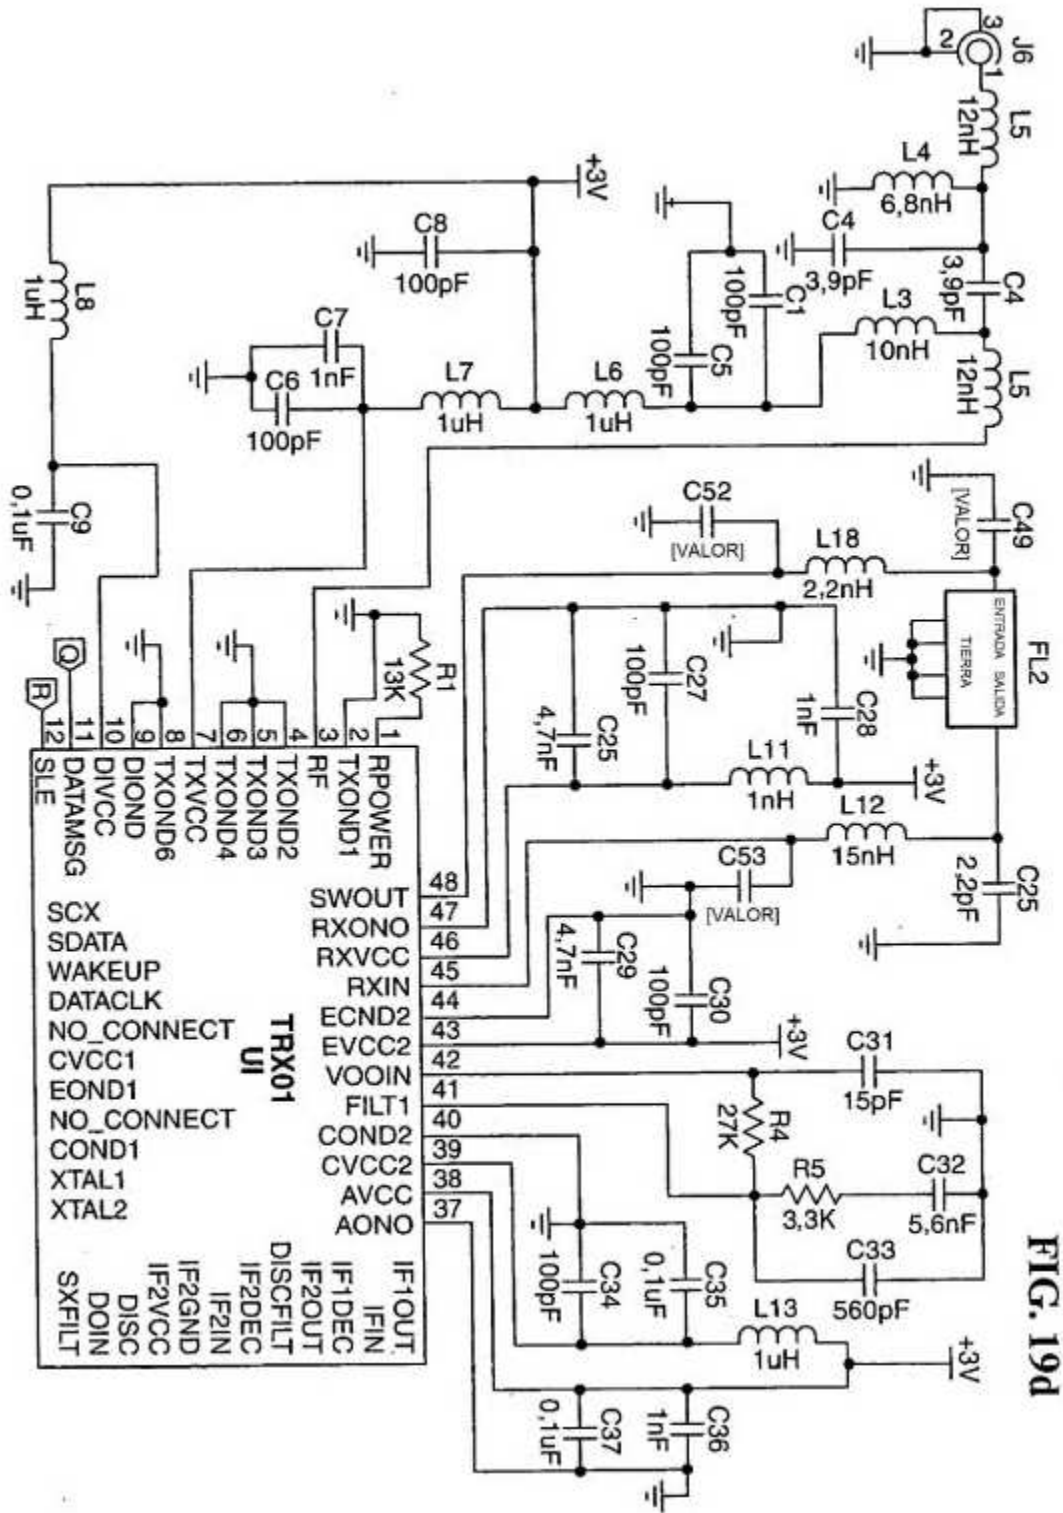 3
2
1
J6
L5
12nH
L4
6,8nH
+3V
C4
3,9pF
C4
3,9pF
C8
100pF
C1
100pF
L3
10nH
L8
1uH
C7
1nF
C5
100pF
L5
12nH
C6
100pF
L7
1uH
L6
1uH
C9
0,1uF
C52
[VALOR]
C49
[VALOR]
L18
2,2nH
R1
13K
C27
100pF
C25
4,7nF
C28
1nF
ENTRADA SALIDA
TIERRA
FL2
Q
R
L11
1nH
+3V
L12
15nH
C53
[VALOR]
C25
2,2pF
12
11
10
9
8
7
6
5
4
3
2
1
SLE
DATAMSG
DIVCC
DIOND
TXOND6
TXVCC
TXOND4
TXOND3
TXOND2
RF
TXOND1
RPOWER
48
SWOUT
47
RXONO
46
RXVCC
45
RXIN
44
ECND2
43
EVCC2
42
VOOIN
41
FILT1
40
COND2
39
CVCC2
38
AVCC
37
AONO
SCX
SDATA
WAKEUP
DATACLK
NO_CONNECT
CVCC1
EOND1
NO_CONNECT
COND1
XTAL1
XTAL2
TRX01
UI
SXFILT
DOIN
DISC
IF2VCC
IF2GND
IF2IN
IF2DEC
DISCFILT
IF2OUT
IF1DEC
IFIN
IF1OUT
C29
4,7nF
C30
100pF
+3V
C31
15pF
R4
27K
R5
3,3K
C32
5,6nF
C33
560pF
C34
100pF
C35
0,1uF
L13
1uH
+3V
C37
0,1uF
C36
1nF
FIG. 19d